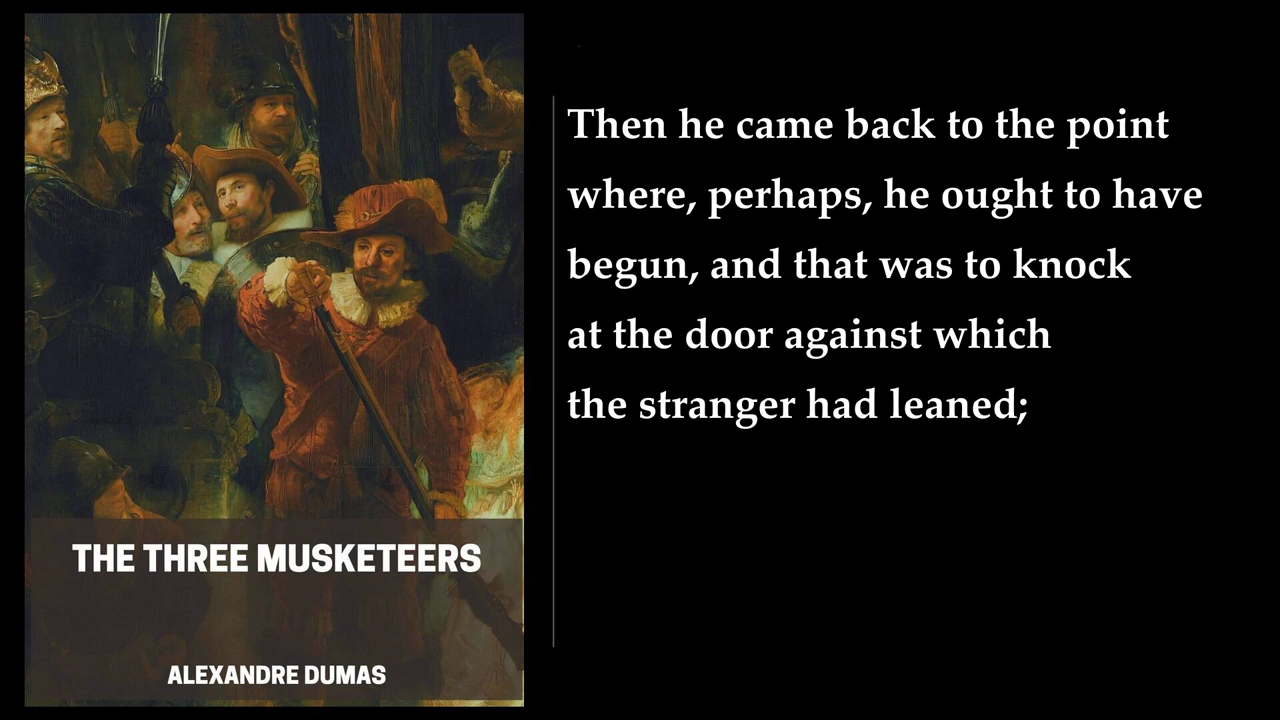 THE THREE MUSKETEERS
ALEXANDRE DUMAS
Then he came back to the point
where, perhaps, he ought to have
begun, and that was to knock
at the door against which
the stranger had leaned;